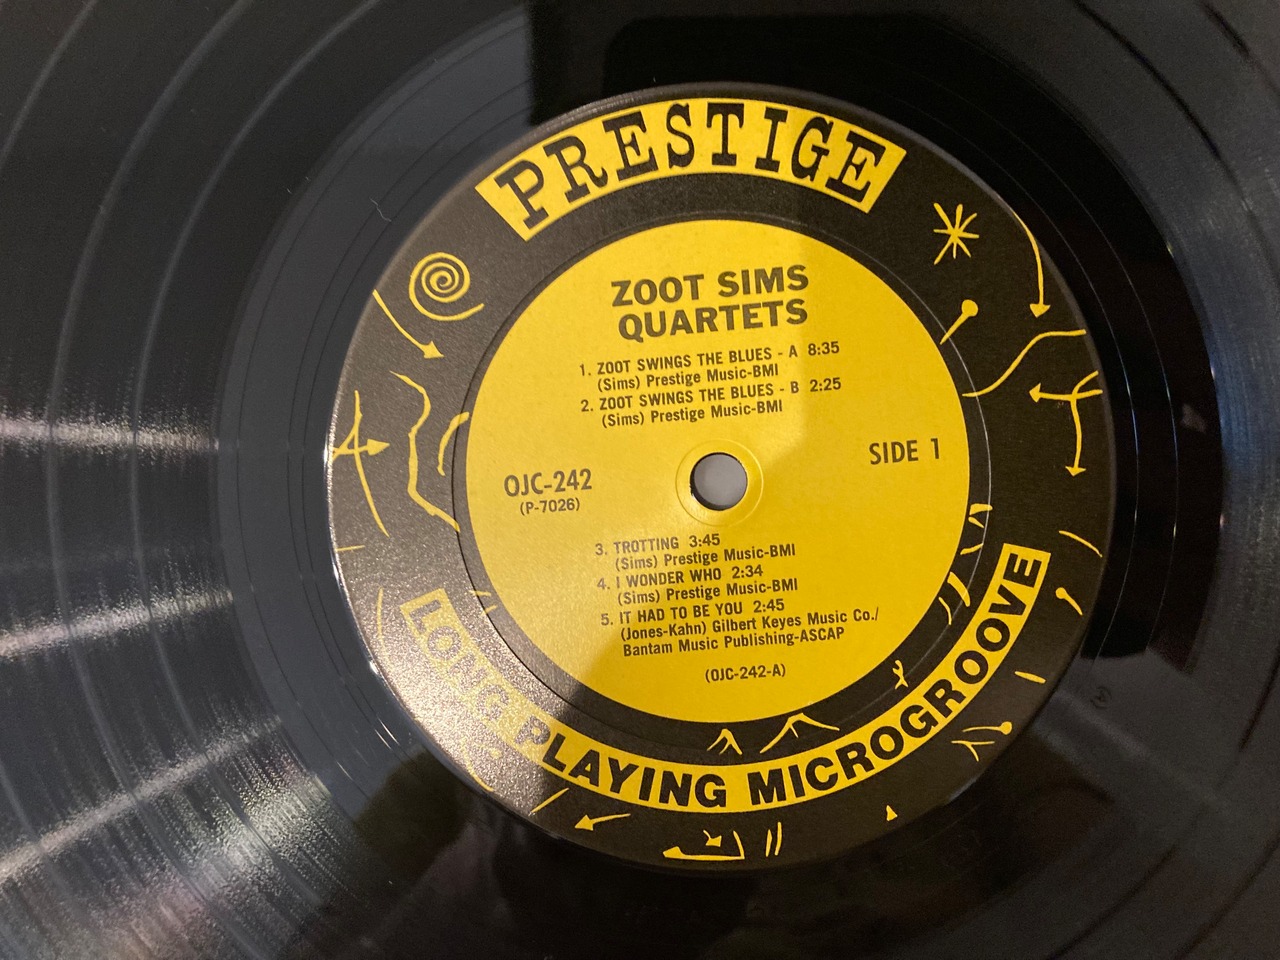 PRESTIGE
ZOOT SIMS
QUARTETS
1. ZOOT SWINGS THE BLUES - A 8:35
(Sims) Prestige Music-BMI
2. ZOOT SWINGS THE BLUES - B 2:25
(Sims) Prestige Music-BMI
SIDE 1
OJC-242
(P-7026)
3. TROTTING 3:45
(Sims) Prestige Music-BMI
4. I WONDER WHO 2:34
(Sims) Prestige Music-BMI
5. IT HAD TO BE YOU 2:45
(Jones-Kahn) Gilbert Keyes Music Co./
Bantam Music Publishing-ASCAP
(OJC-242-A)
LONG PLAYING MICROGROOVE